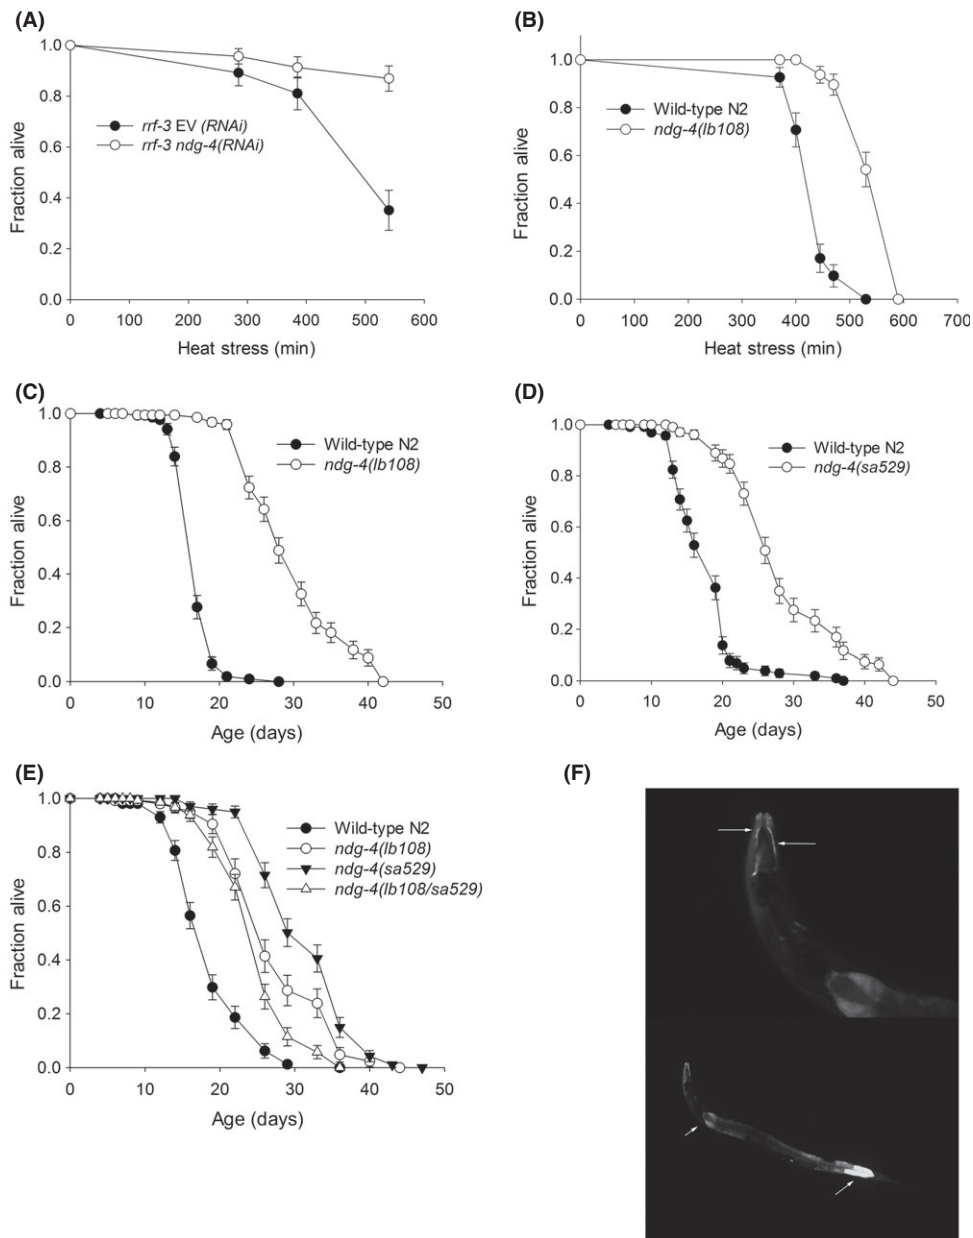 (A)
1.0
0.8
0.6
0.4
0.2
0.0
Fraction alive
rrf-3 EV (RNAi)
rrf-3 ndg-4(RNAi)
0 100 200 300 400 500 600
Heat stress (min)
(B)
1.0
0.8
0.6
0.4
0.2
0.0
Fraction alive
Wild-type N2
ndg-4(lb108)
0 100 200 300 400 500 600 700
Heat stress (min)
(C)
1.0
0.8
0.6
0.4
0.2
0.0
Fraction alive
Wild-type N2
ndg-4(lb108)
0 10 20 30 40 50
Age (days)
(D)
1.0
0.8
0.6
0.4
0.2
0.0
Fraction alive
Wild-type N2
ndg-4(sa529)
0 10 20 30 40 50
Age (days)
(E)
1.0
0.8
0.6
0.4
0.2
0.0
Fraction alive
Wild-type N2
ndg-4(lb108)
ndg-4(sa529)
ndg-4(lb108/sa529)
0 10 20 30 40 50
Age (days)
(F)